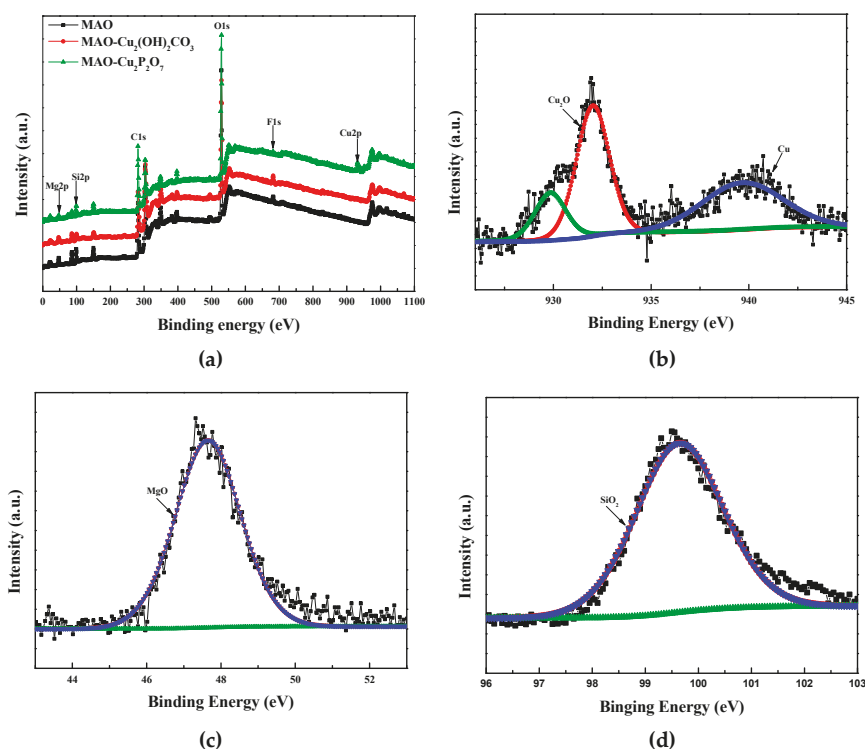 MAO
MAO-Cu₂(OH)₂CO₃
MAO-Cu₂P₂O₇
O1s
C1s
F1s
Cu2p
Si2p
Mg2p
Intensity (a.u.)
0 100 200 300 400 500 600 700 800 900 1000 1100
Binding energy (eV)
(a)
Cu₂O
Cu
Intensity (a.u.)
930 935 940 945
Binding Energy (eV)
(b)
MgO
Intensity (a.u.)
44 46 48 50 52
Binding Energy (eV)
(c)
SiO₂
Intensity (a.u.)
96 97 98 99 100 101 102 103
Binging Energy (eV)
(d)